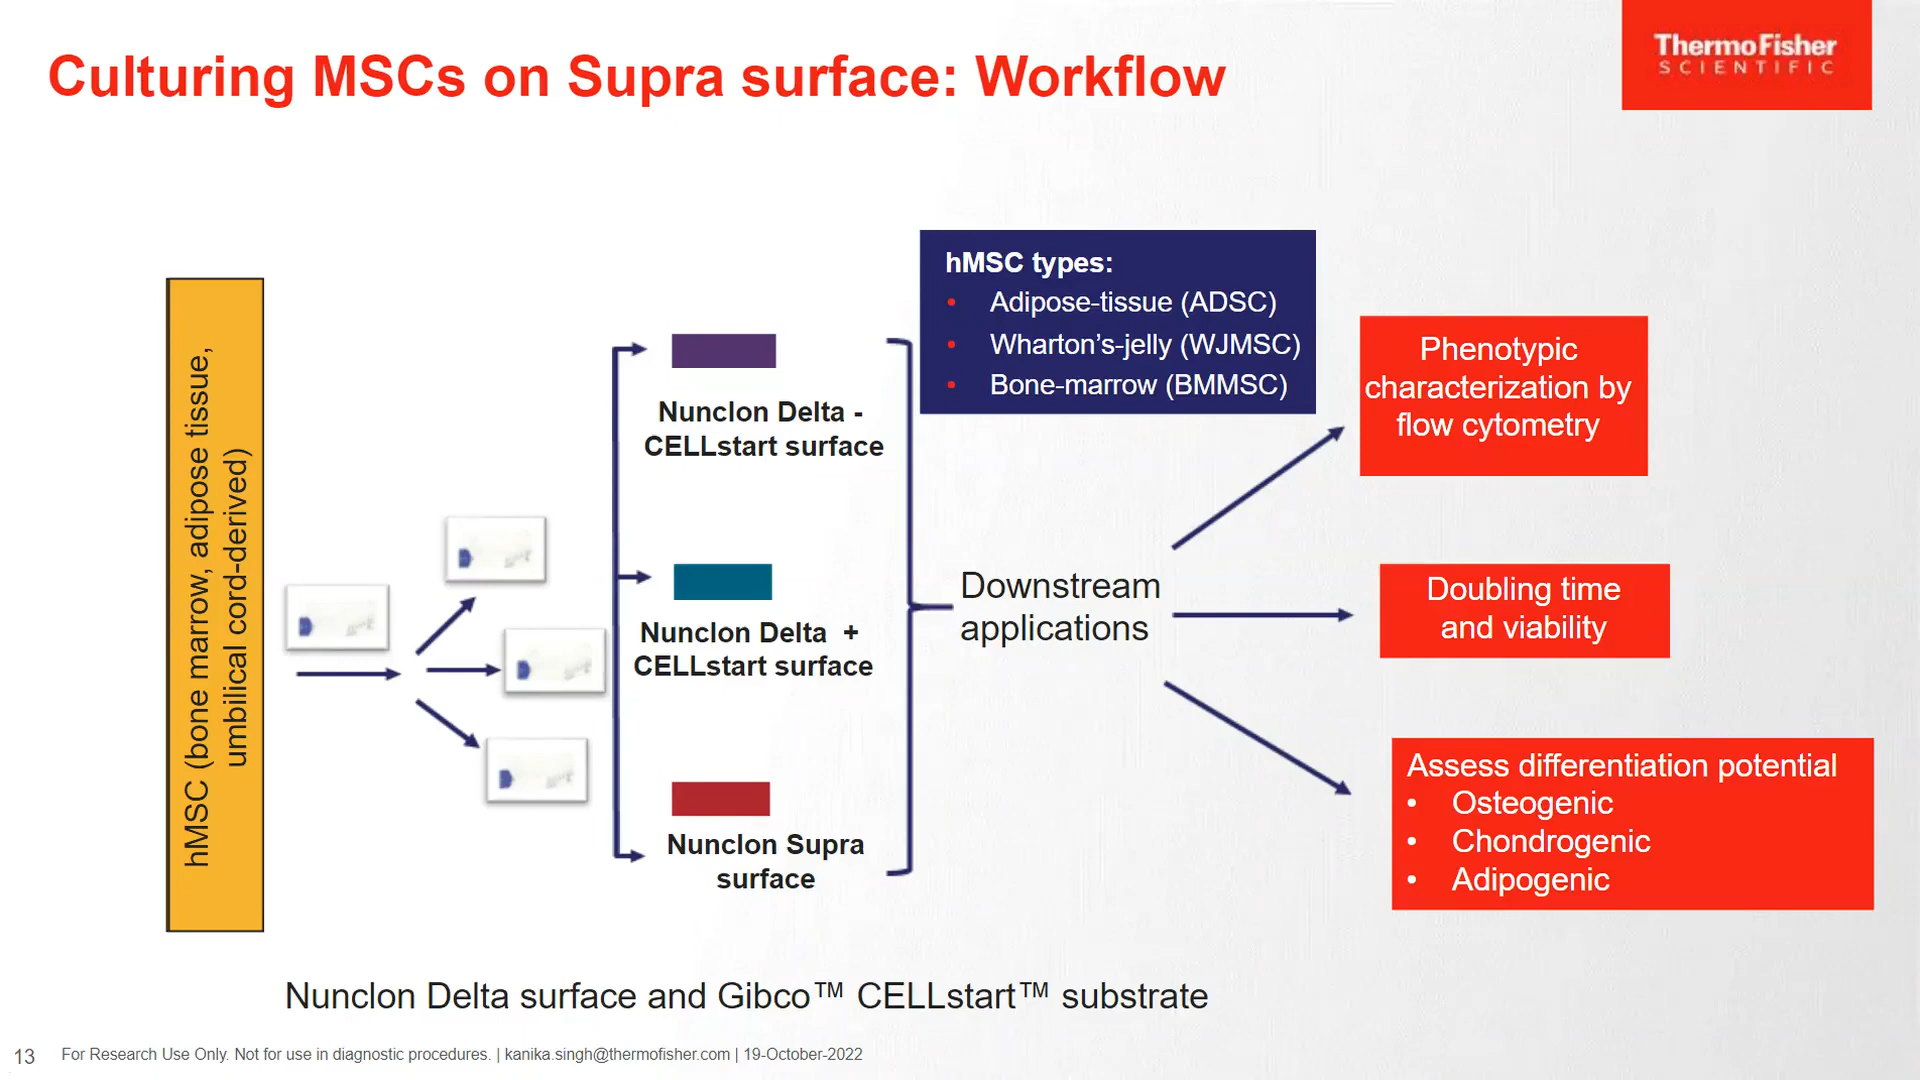 Culturing MSCs on Supra surface: Workflow
ThermoFisher
SCIENTIFIC
hMSC (bone marrow, adipose tissue,
umbilical cord-derived)
Nunclon Delta -
CELLstart surface
Nunclon Delta +
CELLstart surface
Nunclon Supra
surface
hMSC types:
• Adipose-tissue (ADSC)
• Wharton’s-jelly (WJMSC)
• Bone-marrow (BMMSC)
Downstream
applications
Phenotypic
characterization by
flow cytometry
Doubling time
and viability
Assess differentiation potential
• Osteogenic
• Chondrogenic
• Adipogenic
Nunclon Delta surface and Gibco™ CELLstart™ substrate
13 For Research Use Only. Not for use in diagnostic procedures. | kanika.singh@thermofisher.com | 19-October-2022